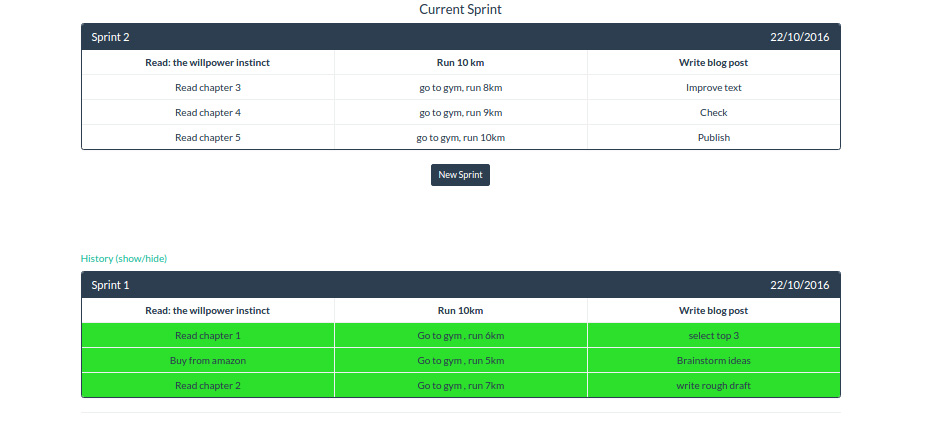 Current Sprint
Sprint 2 22/10/2016
Read: the willpower instinct Run 10 km Write blog post
Read chapter 3 go to gym, run 8km Improve text
Read chapter 4 go to gym, run 9km Check
Read chapter 5 go to gym, run 10km Publish
New Sprint
History (show/hide)
Sprint 1 22/10/2016
Read: the willpower instinct Run 10km Write blog post
Read chapter 1 Go to gym , run 6km select top 3
Buy from amazon Go to gym , run 5km Brainstorm ideas
Read chapter 2 Go to gym , run 7km write rough draft